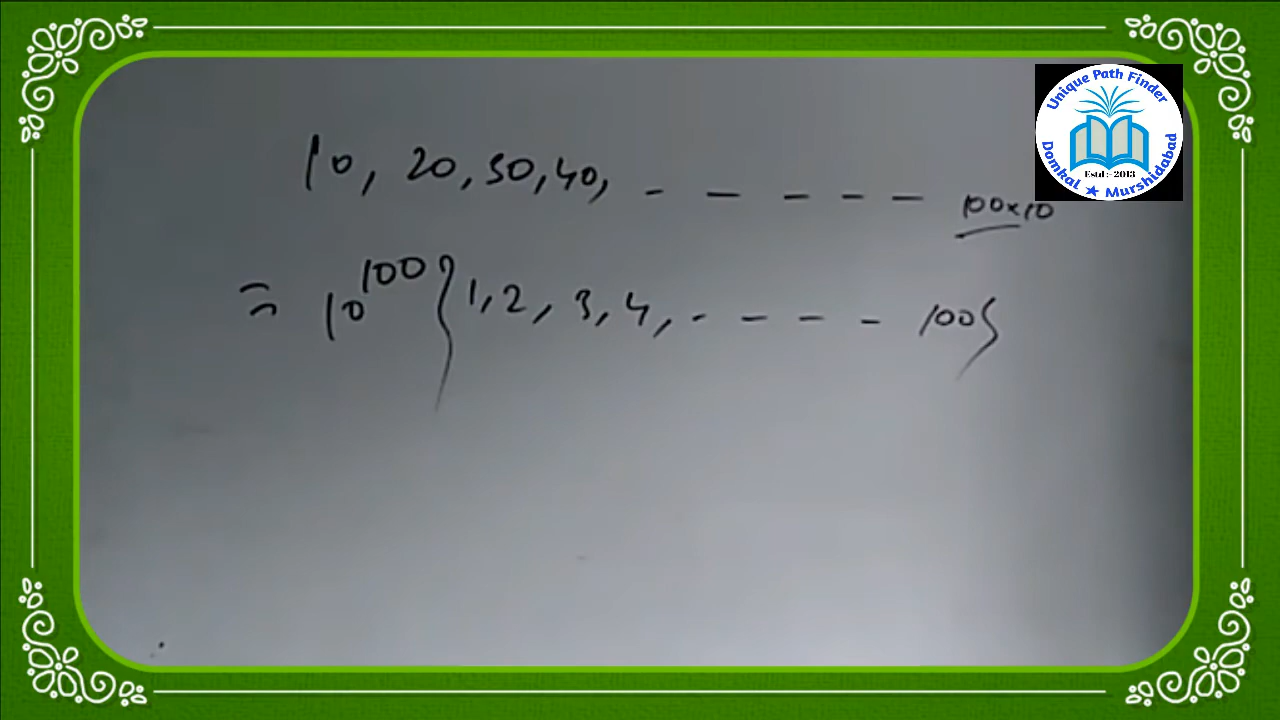 Unique Path Finder
Estd :- 2013
Domkal ★ Murshidabad
10, 20, 30, 40, - - - - - 100×10
= 10^100 { 1, 2, 3, 4, - - - - 100 }